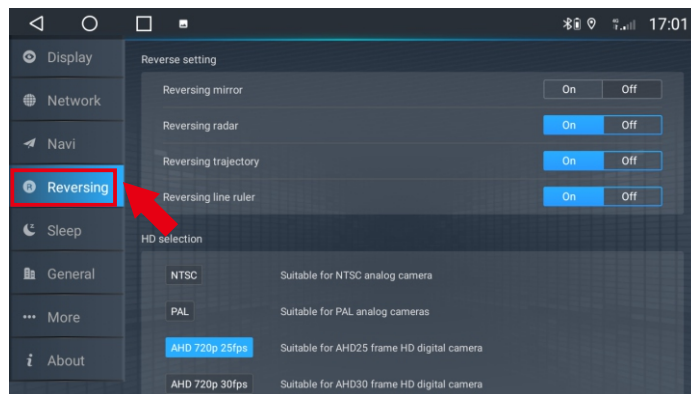 17:01
Display
Network
Navi
Reversing
Sleep
General
More
About
Reverse setting
Reversing mirror On Off
Reversing radar On Off
Reversing trajectory On Off
Reversing line ruler On Off
HD selection
NTSC Suitable for NTSC analog camera
PAL Suitable for PAL analog cameras
AHD 720p 25fps Suitable for AHD25 frame HD digital camera
AHD 720p 30fps Suitable for AHD30 frame HD digital camera